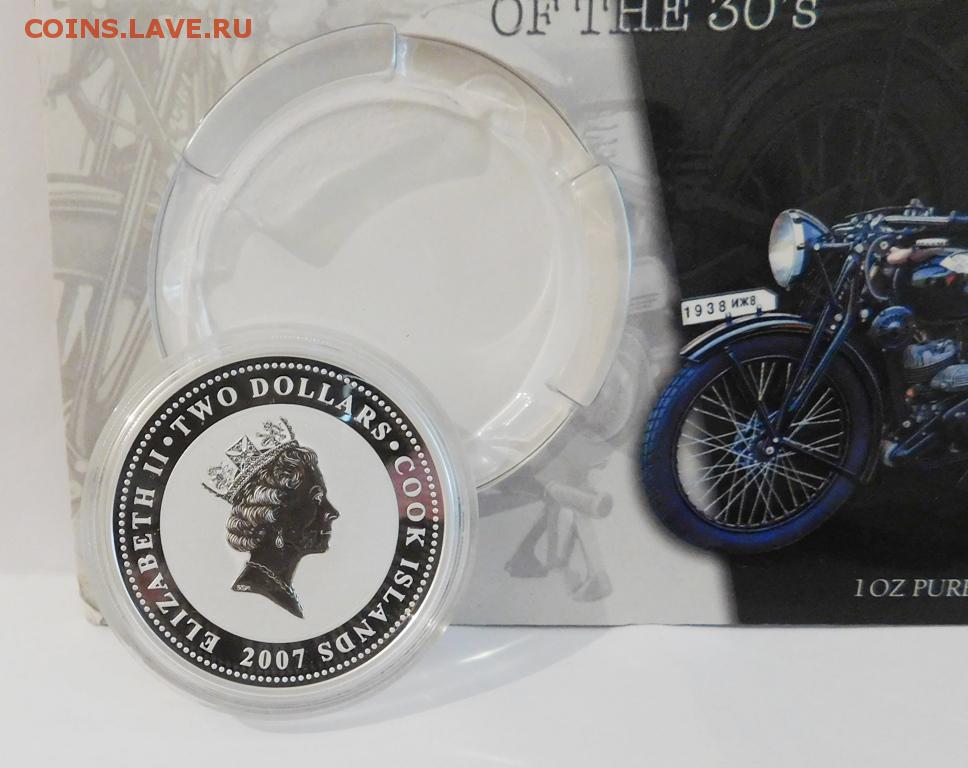 COINS.LAVE.RU
OF THE 30's
1938 ИЖ8
1 OZ PURE
ELIZABETH II • TWO DOLLARS • COOK ISLANDS
2007